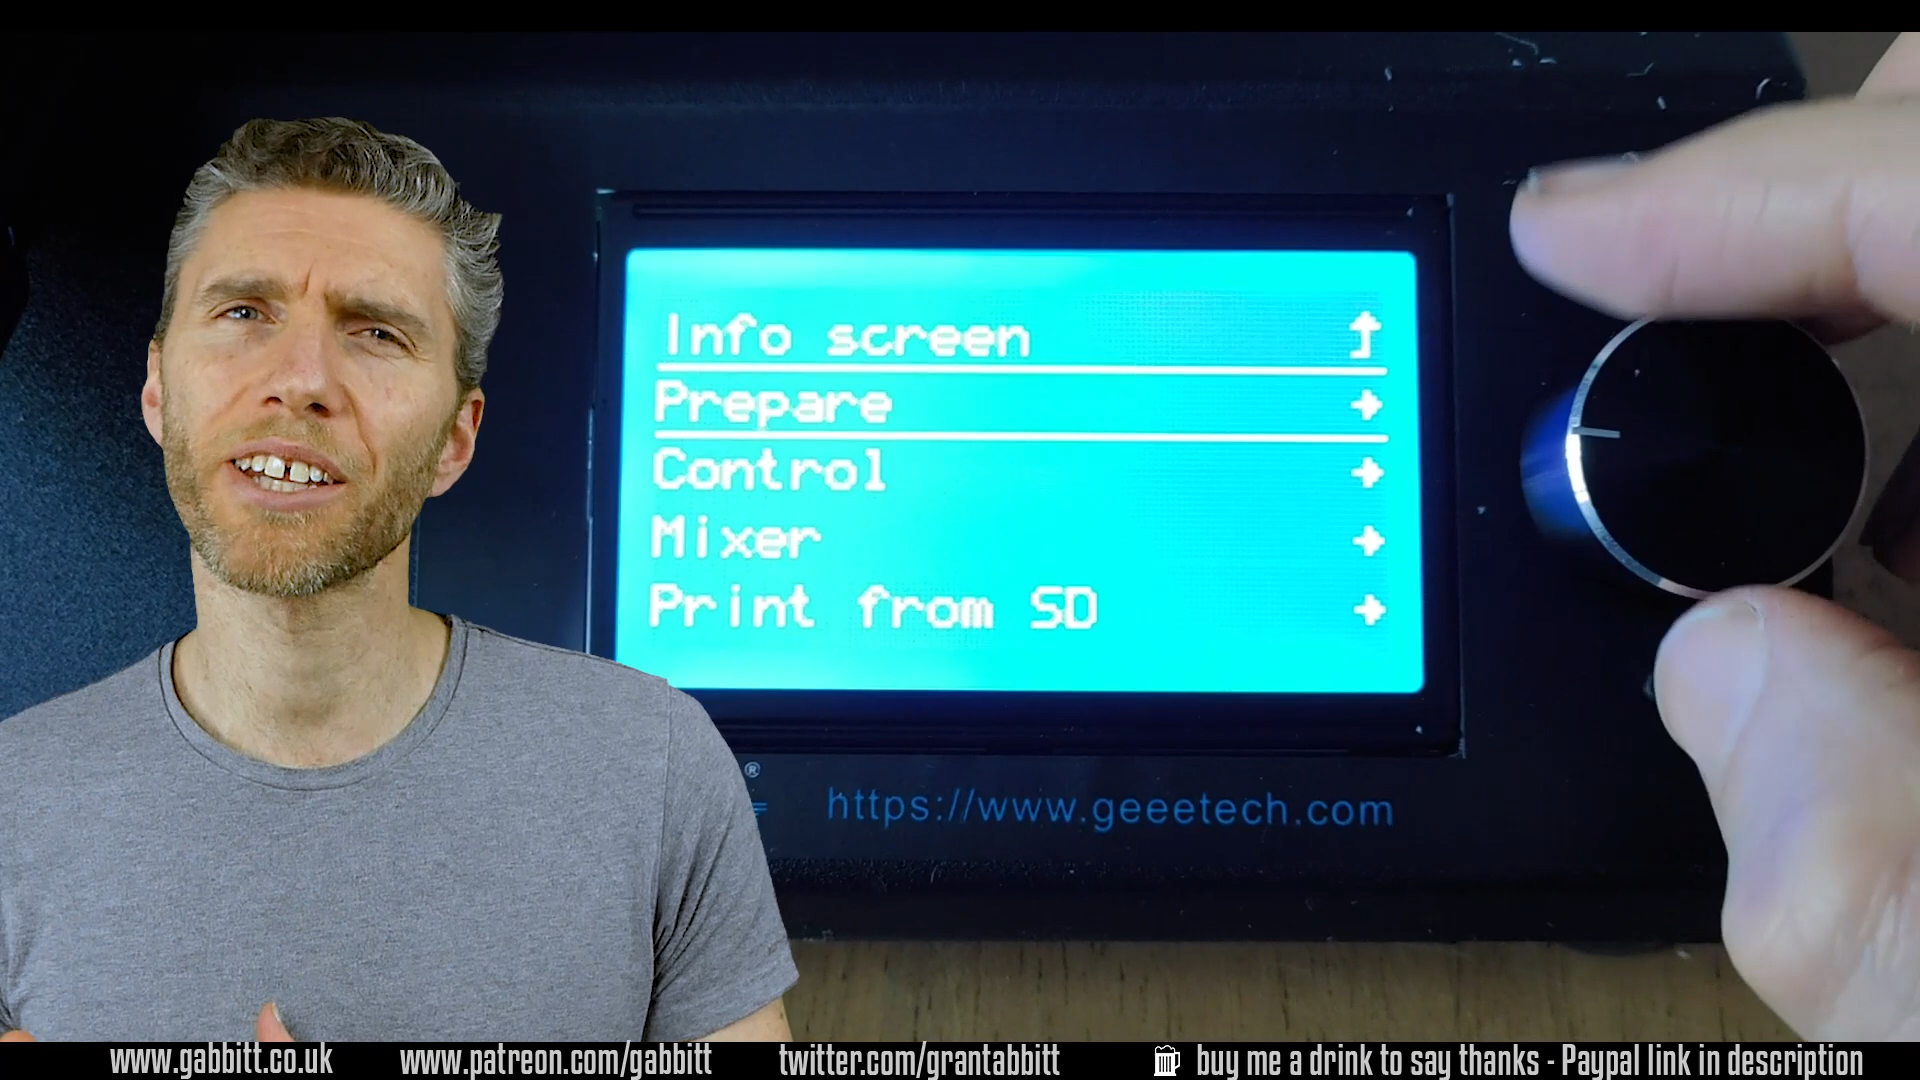 Info screen
Prepare
Control
Mixer
Print from SD
®
https://www.geeetech.com
www.gabbitt.co.uk
www.patreon.com/gabbitt
twitter.com/grantabbitt
buy me a drink to say thanks - Paypal link in description